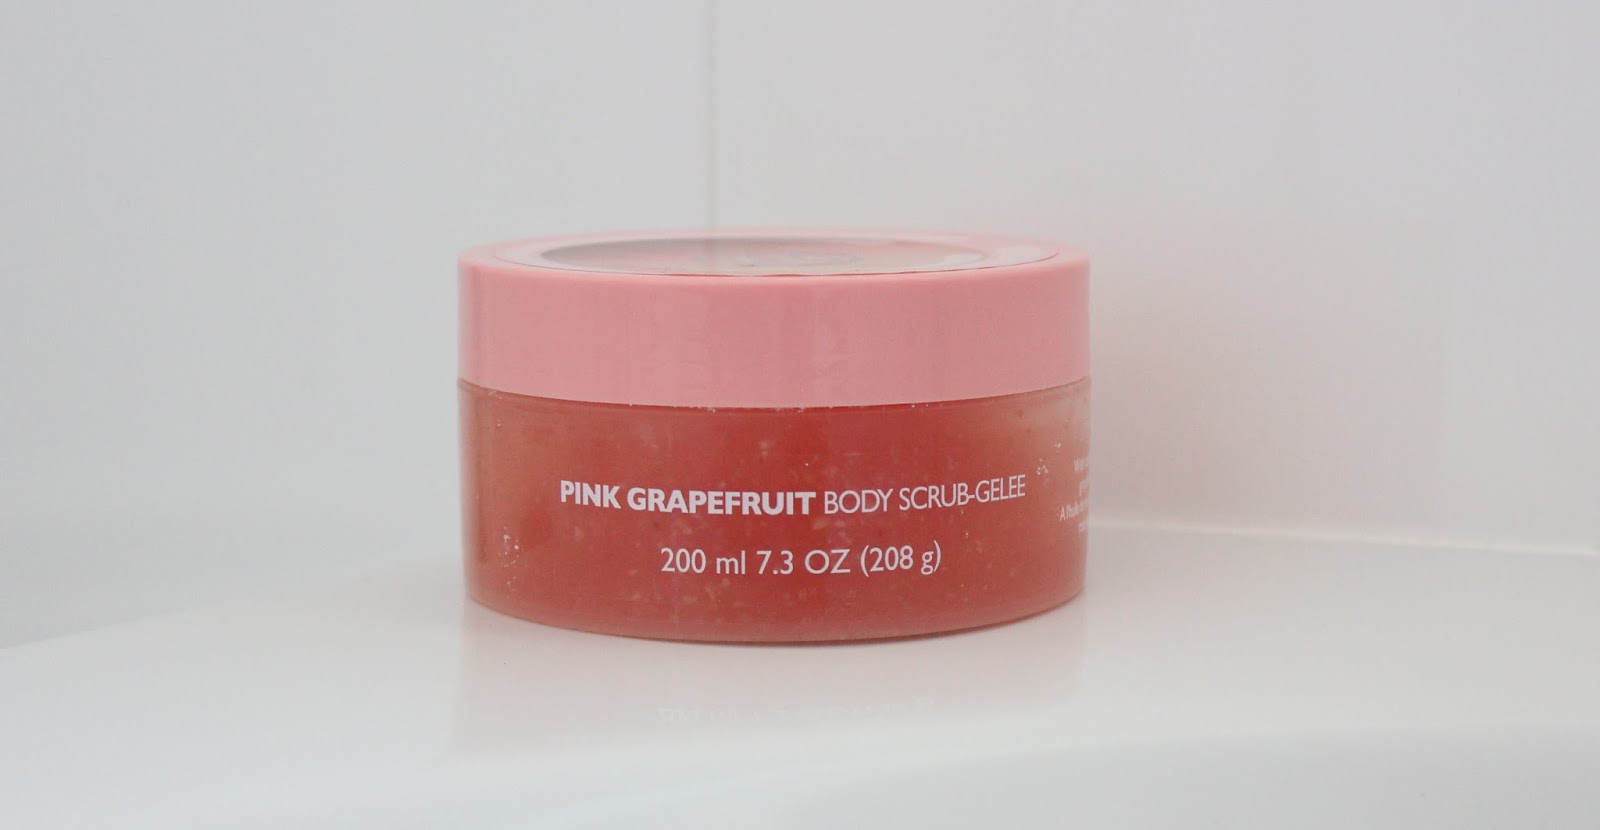 PINK GRAPEFRUIT BODY SCRUB-GELEE
200 ml 7.3 OZ (208 g)